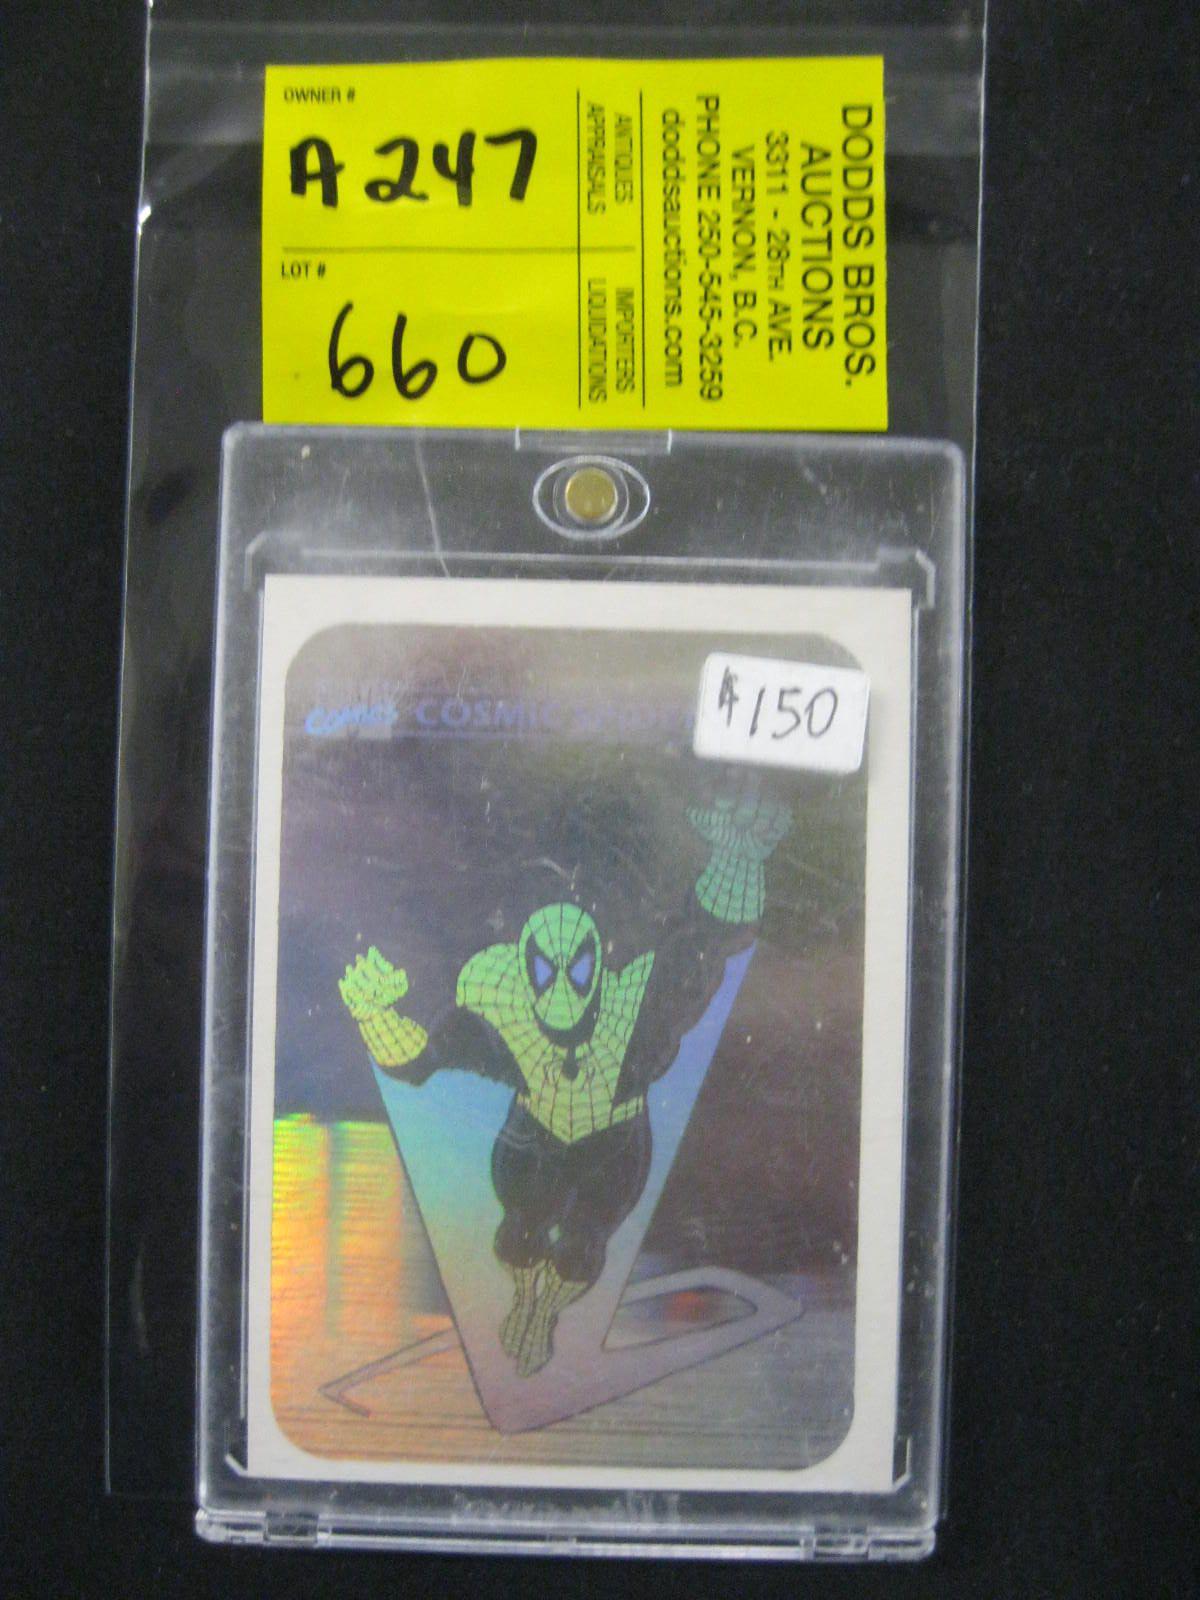 OWNER #
A247
LOT #
660
ANTIQUES IMPORTERS
APPRAISALS LIQUIDATIONS
DODDS BROS.
AUCTIONS
3311 - 28TH AVE.
VERNON, B.C.
PHONE 250-545-3259
doddsauctions.com
$150
COMICS COSMIC